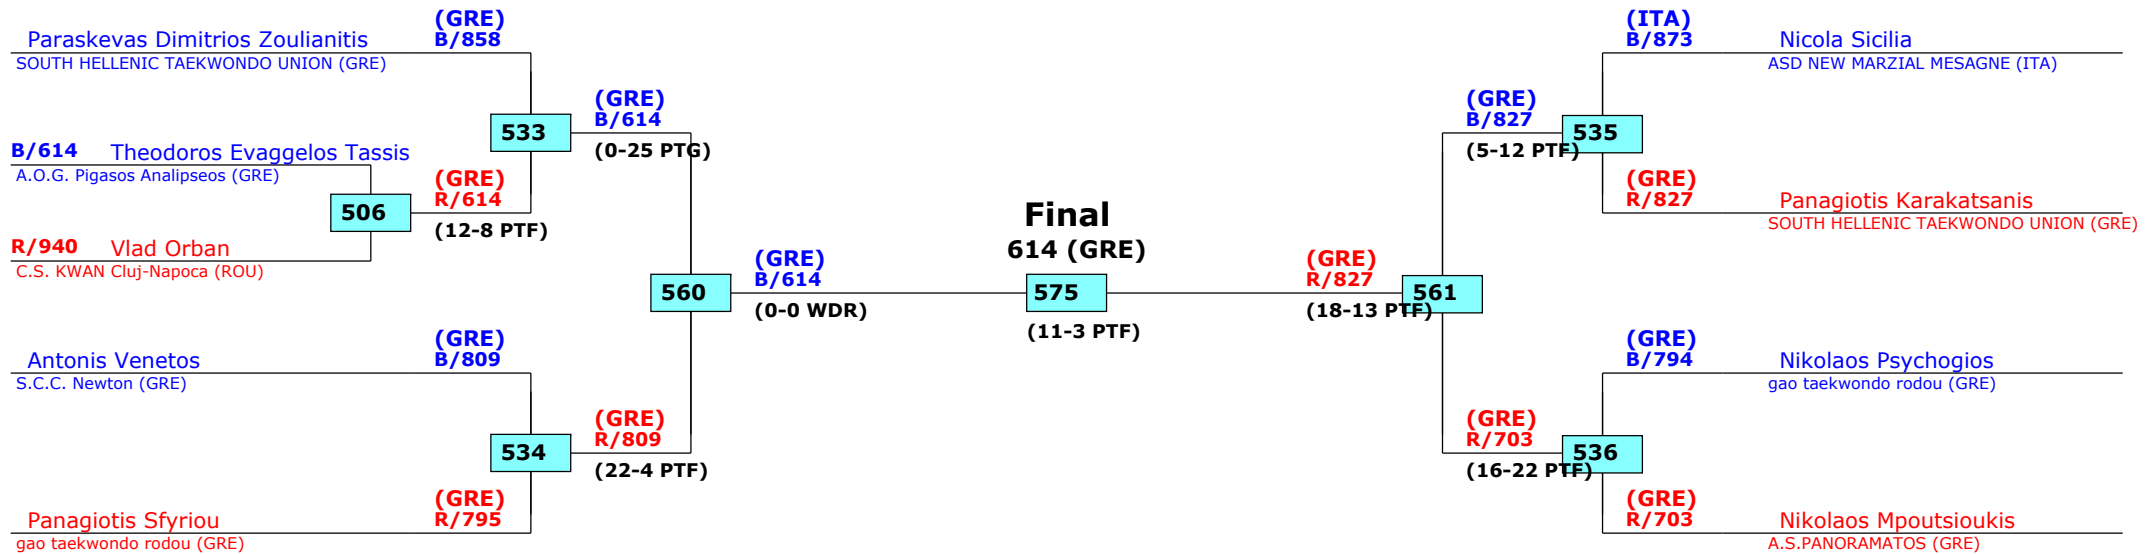 (GRE)
Paraskevas Dimitrios Zoulianitis B/858
SOUTH HELLENIC TAEKWONDO UNION (GRE)
533
(GRE)
B/614
(0-25 PTG)
B/614 Theodoros Evaggelos Tassis
A.O.G. Pigasos Analipseos (GRE)
506
(GRE)
R/614
(12-8 PTF)
R/940 Vlad Orban
C.S. KWAN Cluj-Napoca (ROU)
560
(GRE)
B/614
(0-0 WDR)
(GRE)
Antonis Venetos B/809
S.C.C. Newton (GRE)
534
(GRE)
R/809
(22-4 PTF)
(GRE)
Panagiotis Sfyriou R/795
gao taekwondo rodou (GRE)
Final
614 (GRE)
575
(11-3 PTF)
(GRE)
R/827
(18-13 PTF)
561
(ITA)
B/873 Nicola Sicilia
ASD NEW MARZIAL MESAGNE (ITA)
(GRE)
B/827
(5-12 PTF)
535
(GRE)
R/827 Panagiotis Karakatsanis
SOUTH HELLENIC TAEKWONDO UNION (GRE)
(GRE)
B/794 Nikolaos Psychogios
gao taekwondo rodou (GRE)
(GRE)
R/703
(16-22 PTF)
536
(GRE)
R/703 Nikolaos Mpoutsioukis
A.S.PANORAMATOS (GRE)